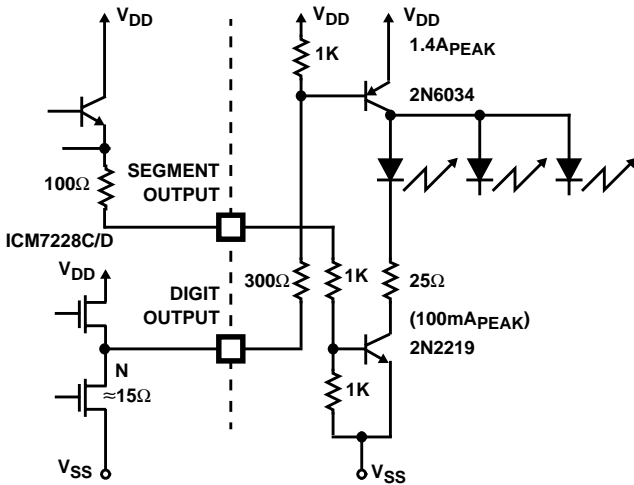 VDD
VDD
VDD
1K
1.4APEAK
2N6034
SEGMENT
OUTPUT
100Ω
ICM7228C/D
VDD
DIGIT
OUTPUT
300Ω
1K
25Ω
(100mAPEAK)
2N2219
N
≈15Ω
1K
VSS
VSS